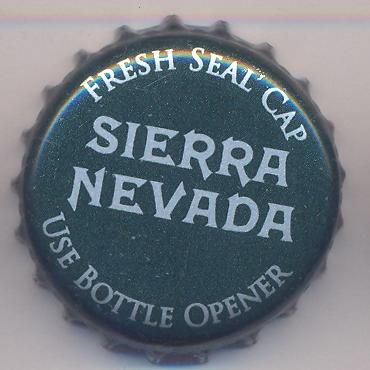 FRESH SEAL' CAP
SIERRA
NEVADA
USE BOTTLE OPENER